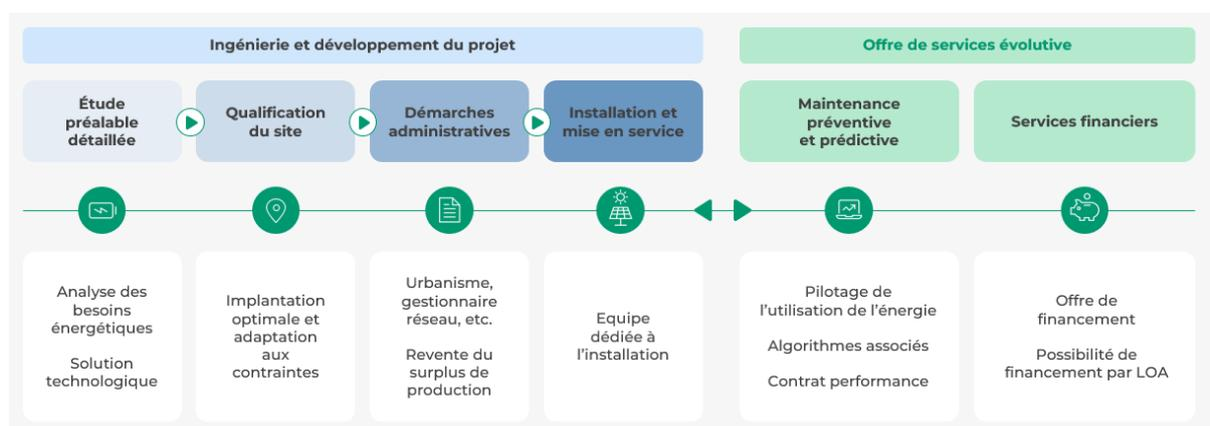 Ingénierie et développement du projet
Offre de services évolutive
Étude
préalable
détaillée
Qualification
du site
Démarches
administratives
Installation et
mise en service
Maintenance
préventive
et prédictive
Services financiers
Analyse des
besoins
énergétiques
Solution
technologique
Implantation
optimale et
adaptation
aux
contraintes
Urbanisme,
gestionnaire
réseau, etc.
Revente du
surplus de
production
Equipe
dédiée à
l'installation
Pilotage de
l'utilisation de l'énergie
Algorithmes associés
Contrat performance
Offre de
financement
Possibilité de
financement par LOA